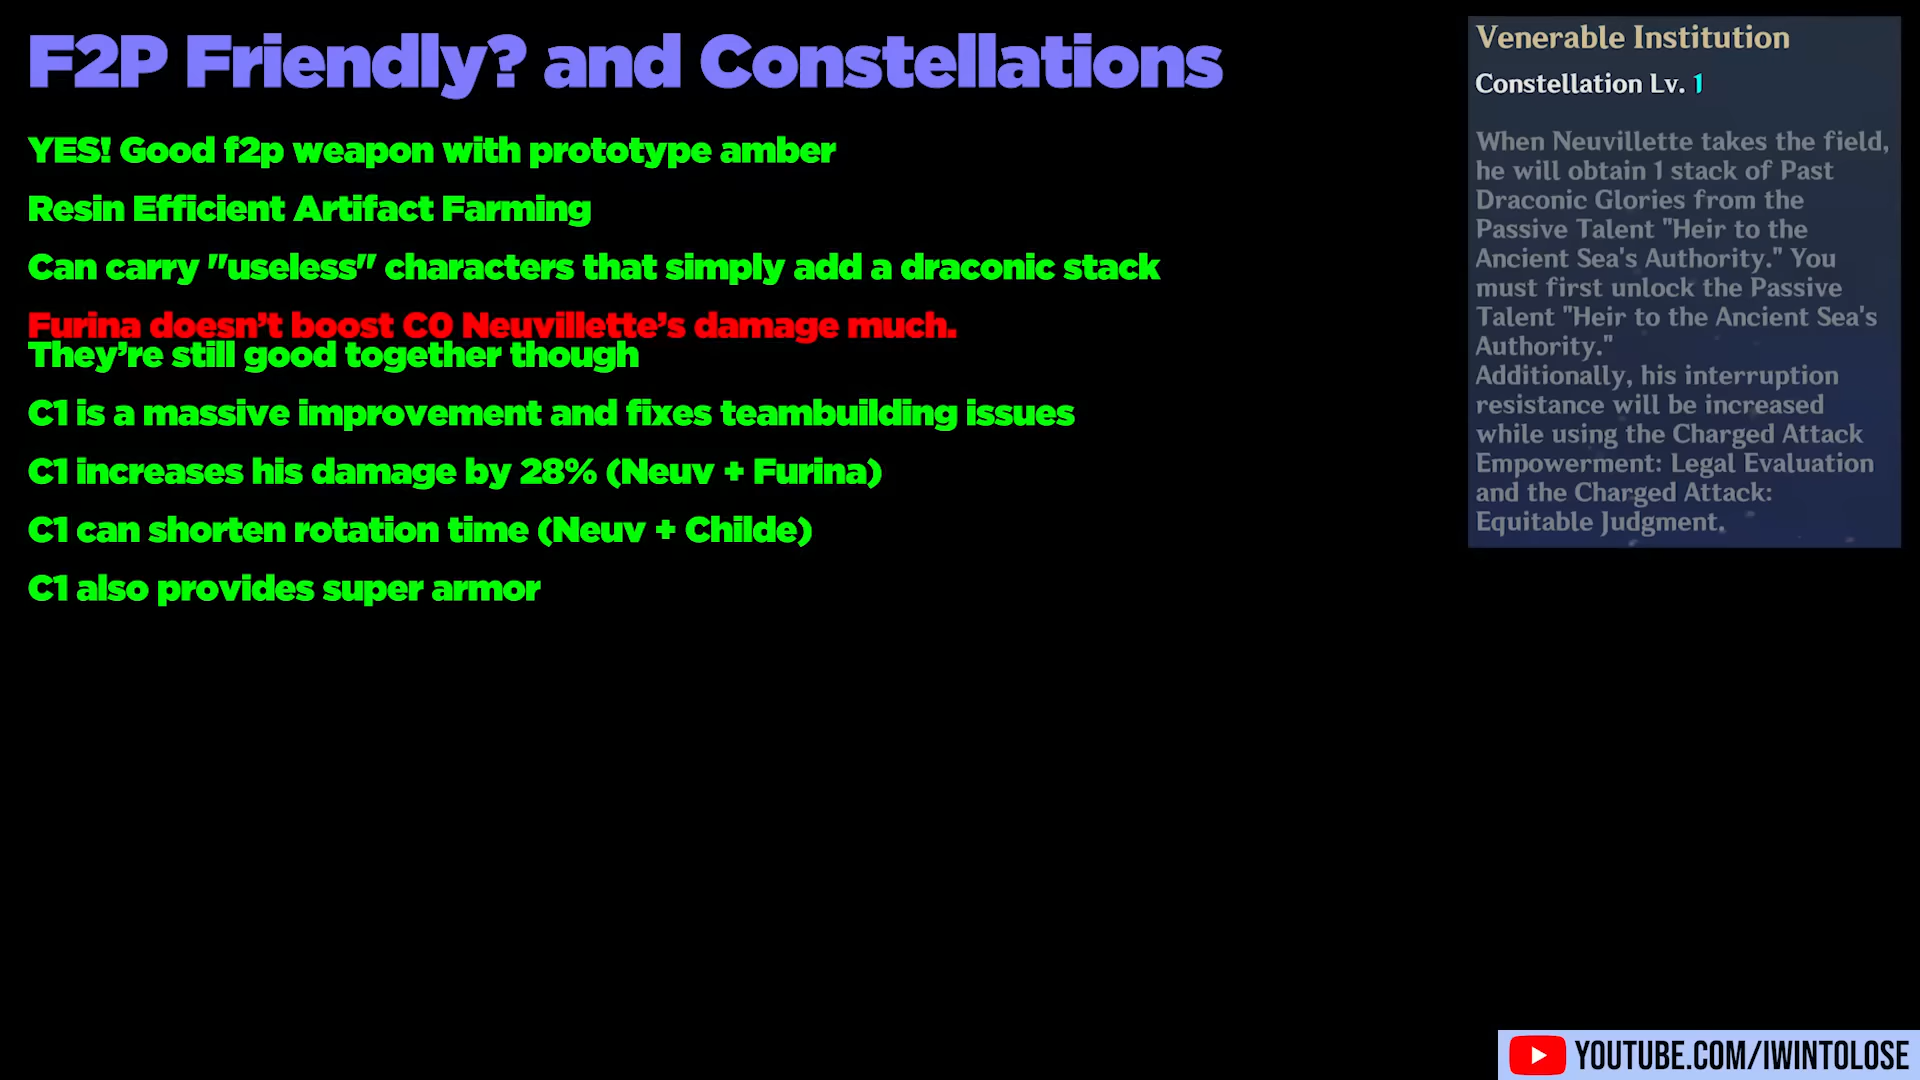 F2P Friendly? and Constellations
YES! Good f2p weapon with prototype amber
Resin Efficient Artifact Farming
Can carry "useless" characters that simply add a draconic stack
Furina doesn't boost C0 Neuvillette's damage much.
They're still good together though
C1 is a massive improvement and fixes teambuilding issues
C1 increases his damage by 28% (Neuv + Furina)
C1 can shorten rotation time (Neuv + Childe)
C1 also provides super armor
Venerable Institution
Constellation Lv. 1
When Neuvillette takes the field,
he will obtain 1 stack of Past
Draconic Glories from the
Passive Talent "Heir to the
Ancient Sea's Authority." You
must first unlock the Passive
Talent "Heir to the Ancient Sea's
Authority."
Additionally, his interruption
resistance will be increased
while using the Charged Attack
Empowerment: Legal Evaluation
and the Charged Attack:
Equitable Judgment.
YOUTUBE.COM/IWINTOLOSE